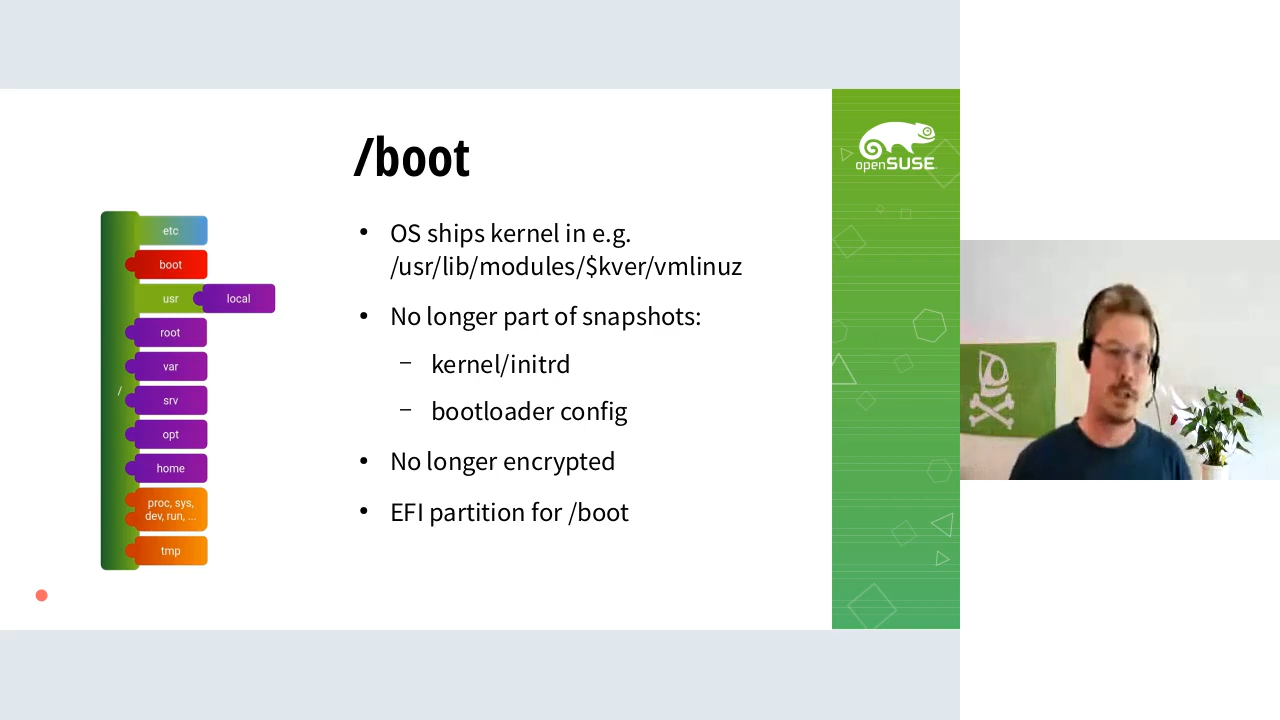 /boot
OS ships kernel in e.g.
/usr/lib/modules/$kver/vmlinuz
No longer part of snapshots:
kernel/initrd
bootloader config
No longer encrypted
EFI partition for /boot
etc
boot
usr
local
root
var
/
srv
opt
home
proc, sys,
dev, run, ...
tmp
openSUSE